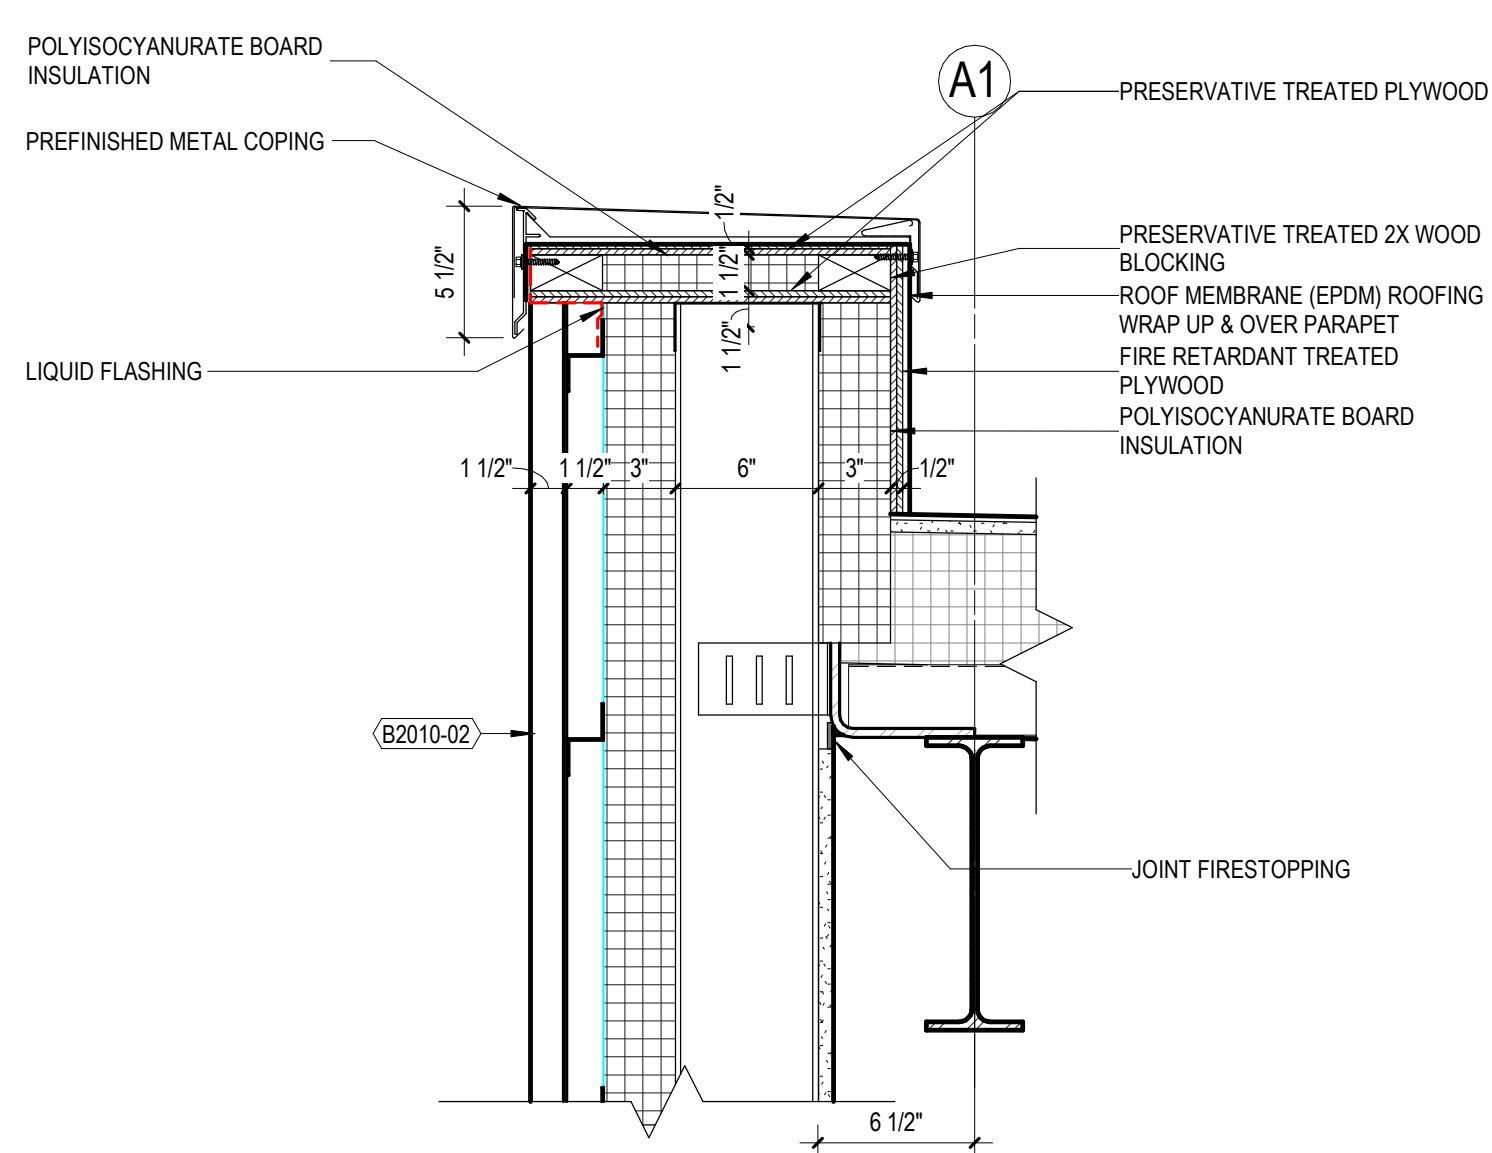 POLYISOCYANURATE BOARD
INSULATION
PREFINISHED METAL COPING
A1
PRESERVATIVE TREATED PLYWOOD
1/2"
5 1/2"
1 1/2"
1 1/2"
PRESERVATIVE TREATED 2X WOOD
BLOCKING
ROOF MEMBRANE (EPDM) ROOFING
WRAP UP & OVER PARAPET
FIRE RETARDANT TREATED
PLYWOOD
POLYISOCYANURATE BOARD
INSULATION
LIQUID FLASHING
1 1/2" 1 1/2" 3" 6" 3" 1/2"
B2010-02
JOINT FIRESTOPPING
6 1/2"